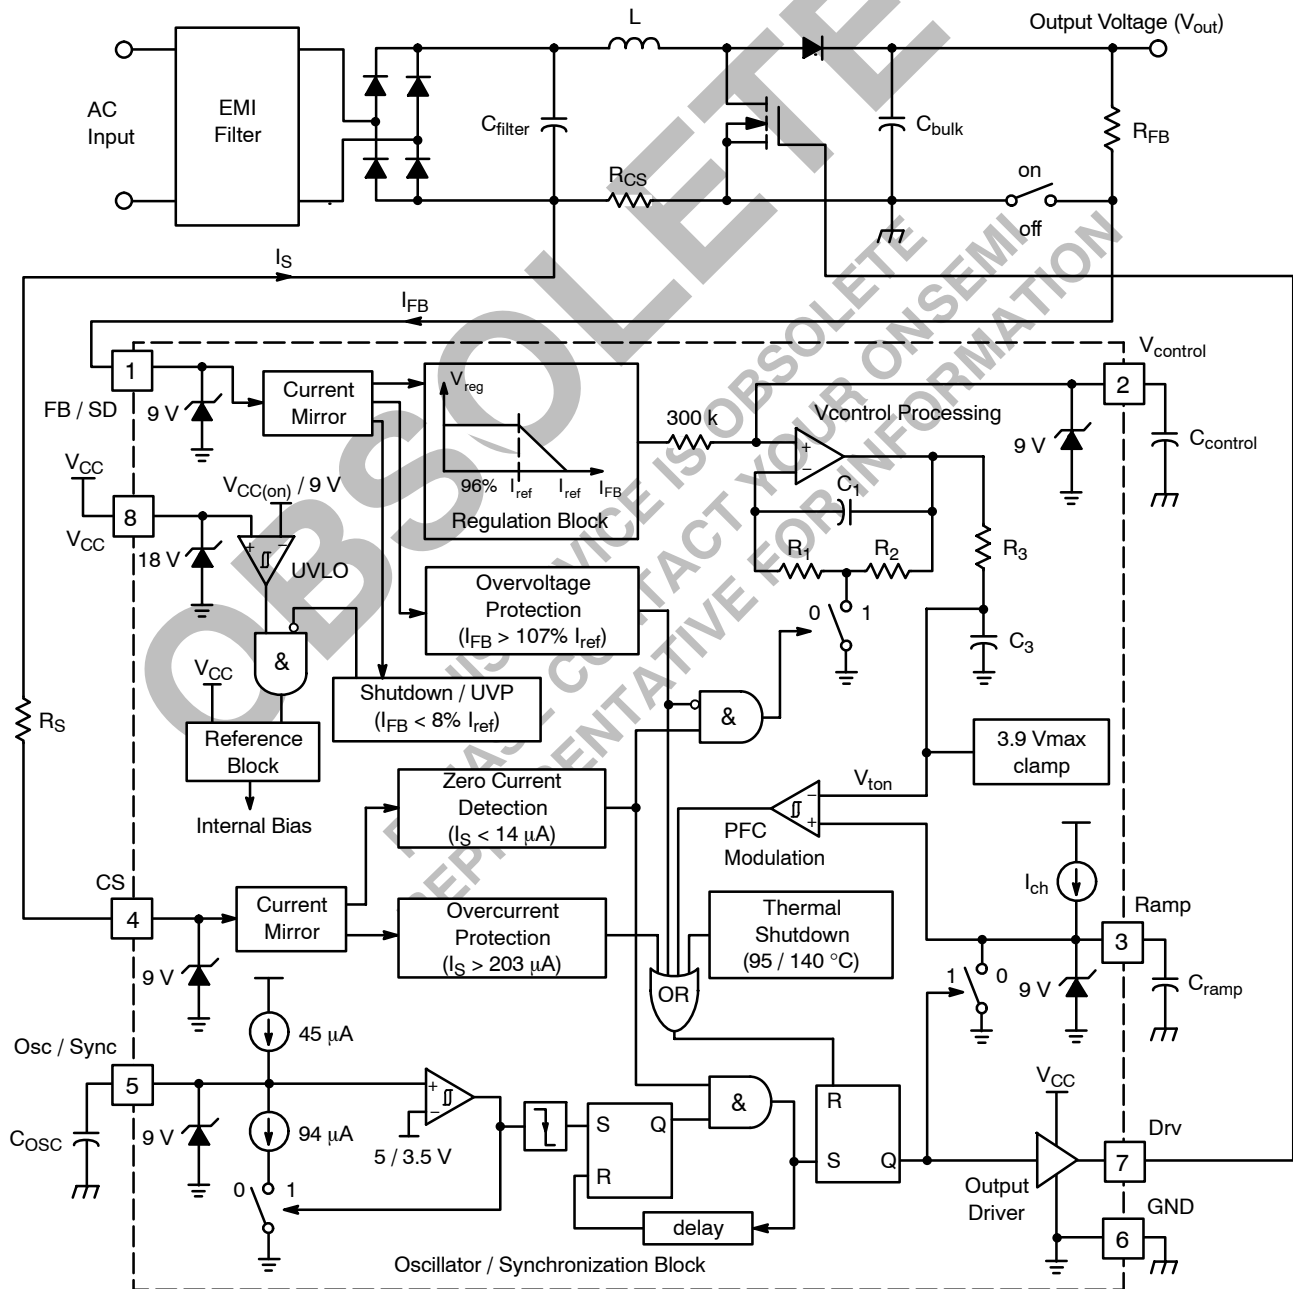 L
Output Voltage (Vout)
AC
Input
EMI
Filter
Cfilter
Cbulk
RFB
RCS
on
off
IS
IFB
Vcontrol
1
FB / SD
9 V
Current
Mirror
Vreg
96% Iref
Iref
IFB
Regulation Block
300 k
Vcontrol Processing
+
−
C1
R1
R2
R3
C3
0
1
9 V
2
Ccontrol
VCC
8
VCC
18 V
VCC(on) / 9 V
+
−
UVLO
&
VCC
Reference
Block
Internal Bias
Overvoltage
Protection
(IFB > 107% Iref)
Shutdown / UVP
(IFB < 8% Iref)
&
RS
Zero Current
Detection
(IS < 14 μA)
Vton
−
+
PFC
Modulation
3.9 Vmax
clamp
Ich
Ramp
3
CS
4
9 V
Current
Mirror
Overcurrent
Protection
(IS > 203 μA)
Thermal
Shutdown
(95 / 140 °C)
OR
1
0
9 V
Cramp
45 μA
Osc / Sync
5
COSC
9 V
94 μA
0
1
+
−
5 / 3.5 V
S
Q
R
&
delay
R
S
Q
VCC
Output
Driver
Drv
7
GND
6
Oscillator / Synchronization Block
OBSOLETE
THIS DEVICE IS OBSOLETE
PLEASE CONTACT YOUR ONSEMI
REPRESENTATIVE FOR INFORMATION